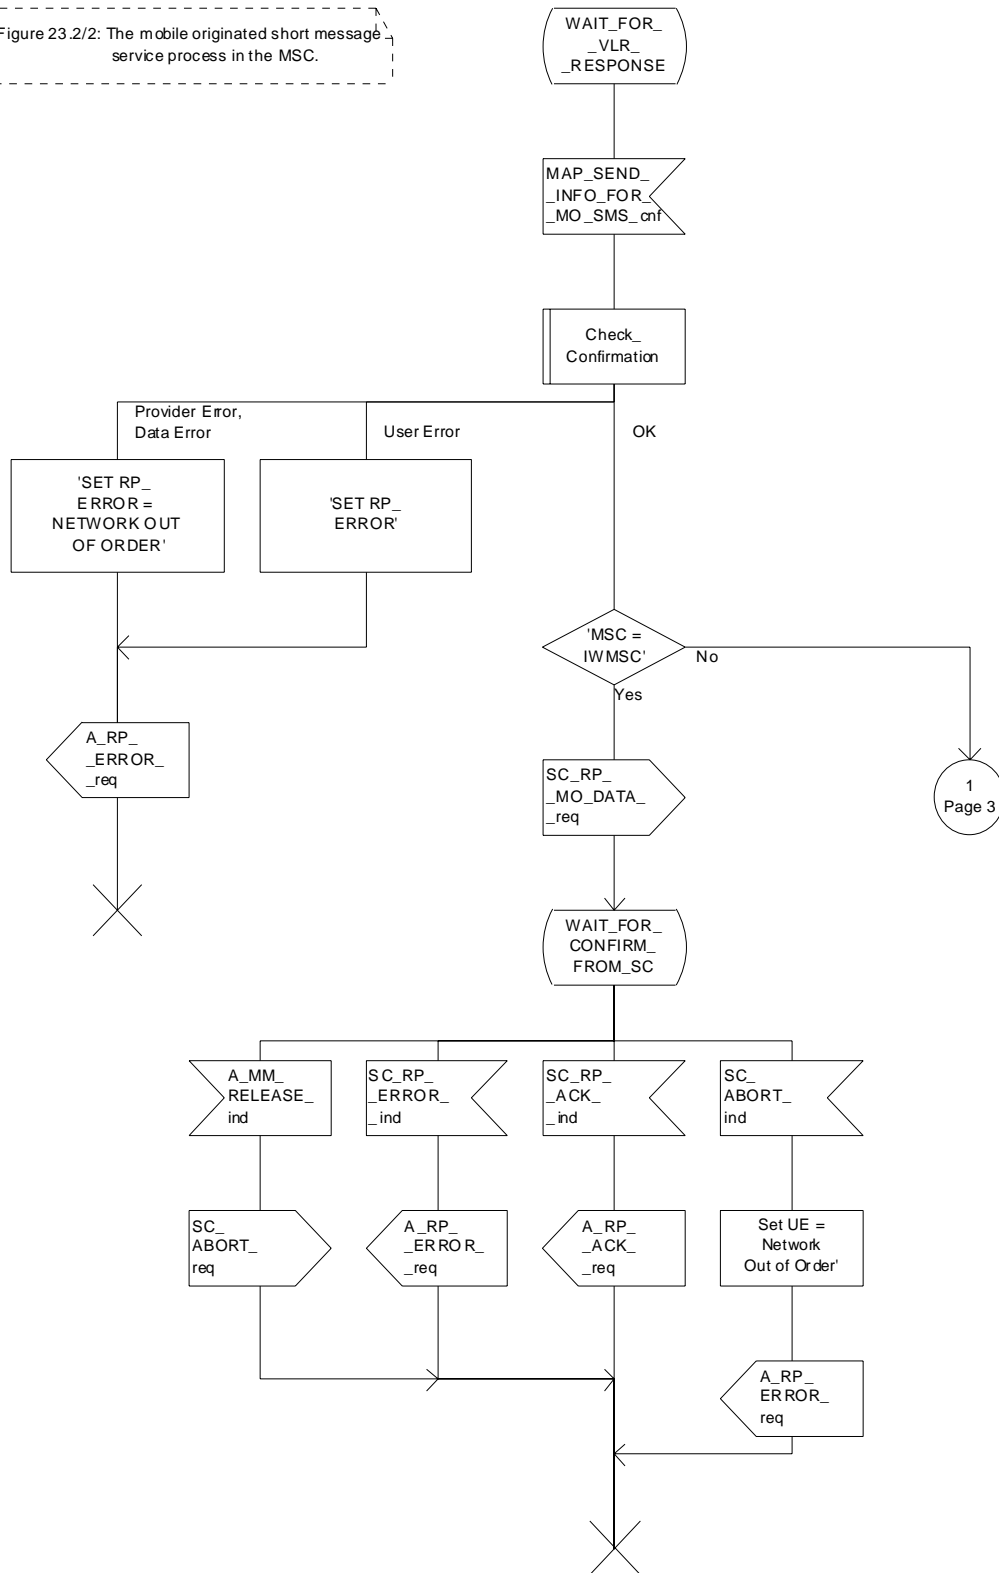 Figure 23.2/2: The mobile originated short message
service process in the MSC.
WAIT_FOR_
_VLR_
_RESPONSE
MAP_SEND_
_INFO_FOR_
_MO_SMS_cnf
Check_
Confirmation
Provider Error,
Data Error
User Error
OK
'SET RP_
ERROR =
NETWORK OUT
OF ORDER'
'SET RP_
ERROR'
'MSC =
IWMSC'
No
Yes
A_RP_
_ERROR_
_req
SC_RP_
_MO_DATA_
_req
1
Page 3
WAIT_FOR_
CONFIRM_
FROM_SC
A_MM_
RELEASE_
ind
SC_RP_
_ERROR_
_ind
SC_RP_
_ACK_
_ind
SC_
ABORT_
ind
SC_
ABORT_
req
A_RP_
_ERROR_
_req
A_RP_
_ACK_
_req
Set UE =
Network
Out of Order'
A_RP_
ERROR_
req